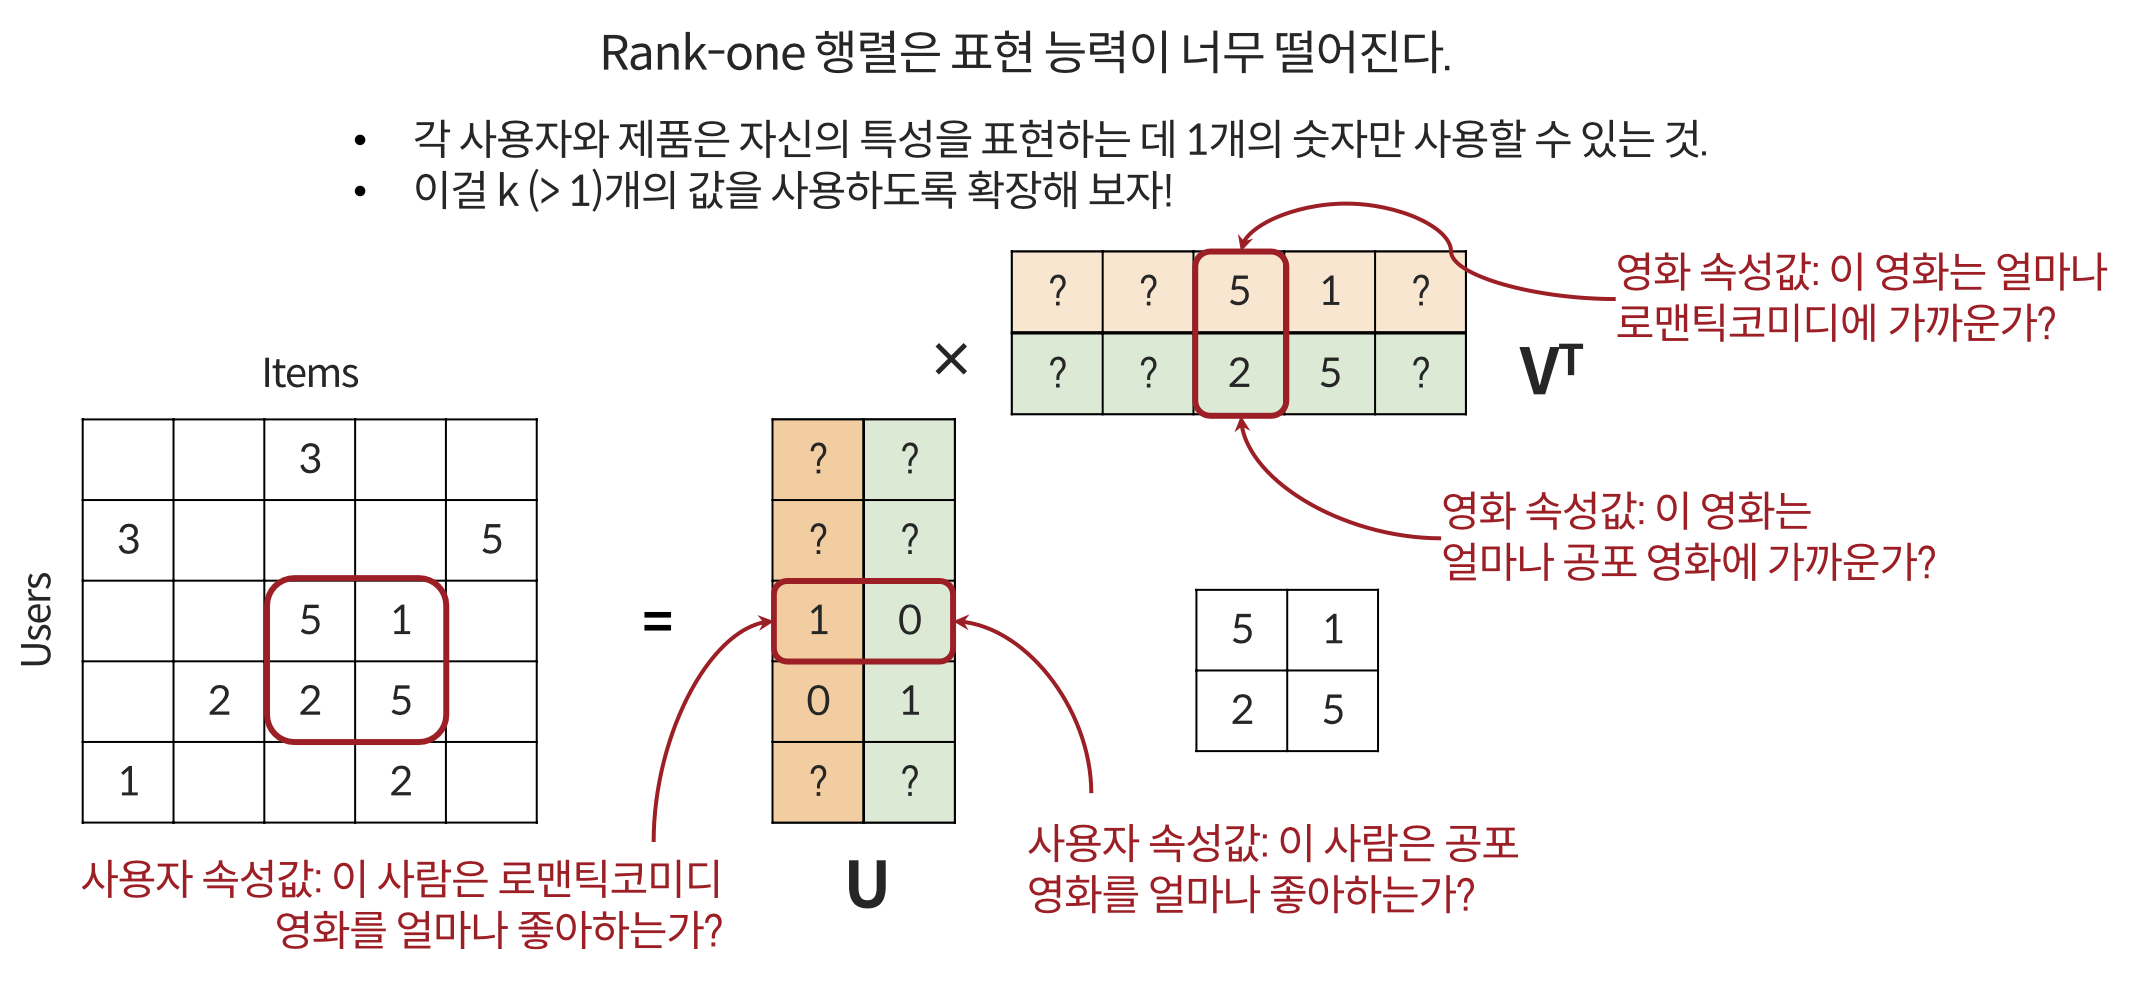 Rank-one 행렬은 표현 능력이 너무 떨어진다.
• 각 사용자와 제품은 자신의 특성을 표현하는 데 1개의 숫자만 사용할 수 있는 것.
• 이걸 k (> 1)개의 값을 사용하도록 확장해 보자!
? ? 5 1 ?
? ? 2 5 ?
×
V^T
영화 속성값: 이 영화는 얼마나
로맨틱코미디에 가까운가?
영화 속성값: 이 영화는
얼마나 공포 영화에 가까운가?
Items
Users
3
3 5
5 1
2 2 5
1 2
=
? ?
? ?
1 0
0 1
? ?
U
5 1
2 5
사용자 속성값: 이 사람은 로맨틱코미디
영화를 얼마나 좋아하는가?
사용자 속성값: 이 사람은 공포
영화를 얼마나 좋아하는가?